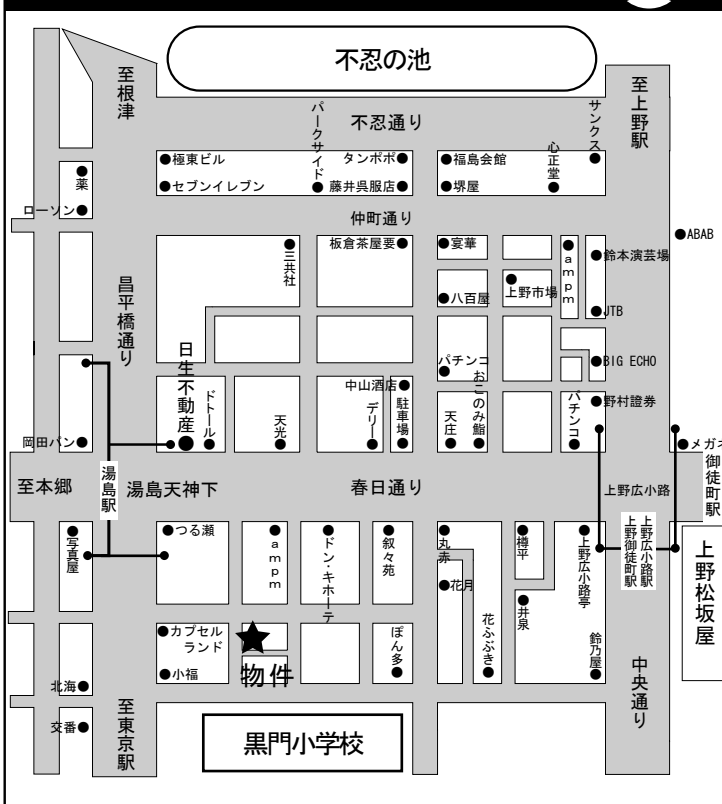 不忍の池
至根津
不忍通り
至上野駅
パークサイド
サンクス
極東ビル
タンポポ
福島会館
心正堂
薬
セブンイレブン
藤井呉服店
堺屋
ローソン
仲町通り
ABAB
三共社
板倉茶屋要
宴華
ampm
鈴本演芸場
上野市場
八百屋
昌平橋通り
JTB
日生不動産
パチンコ
BIG ECHO
ドトール
中山酒店
おこのみ鮨
野村證券
天光
デリー
駐車場
天庄
パチンコ
岡田パン
メガネ
御徒町駅
至本郷
湯島駅
湯島天神下
春日通り
上野広小路
写真屋
つる瀬
ampm
ドン・キホーテ
叙々苑
丸赤
樽平
上野広小路亭
上野御徒町駅
上野広小路駅
上野松坂屋
花月
井泉
カプセル
ランド
ぽん多
花ふぶき
鈴乃屋
小福
物件
北海
中央通り
交番
至東京駅
黒門小学校